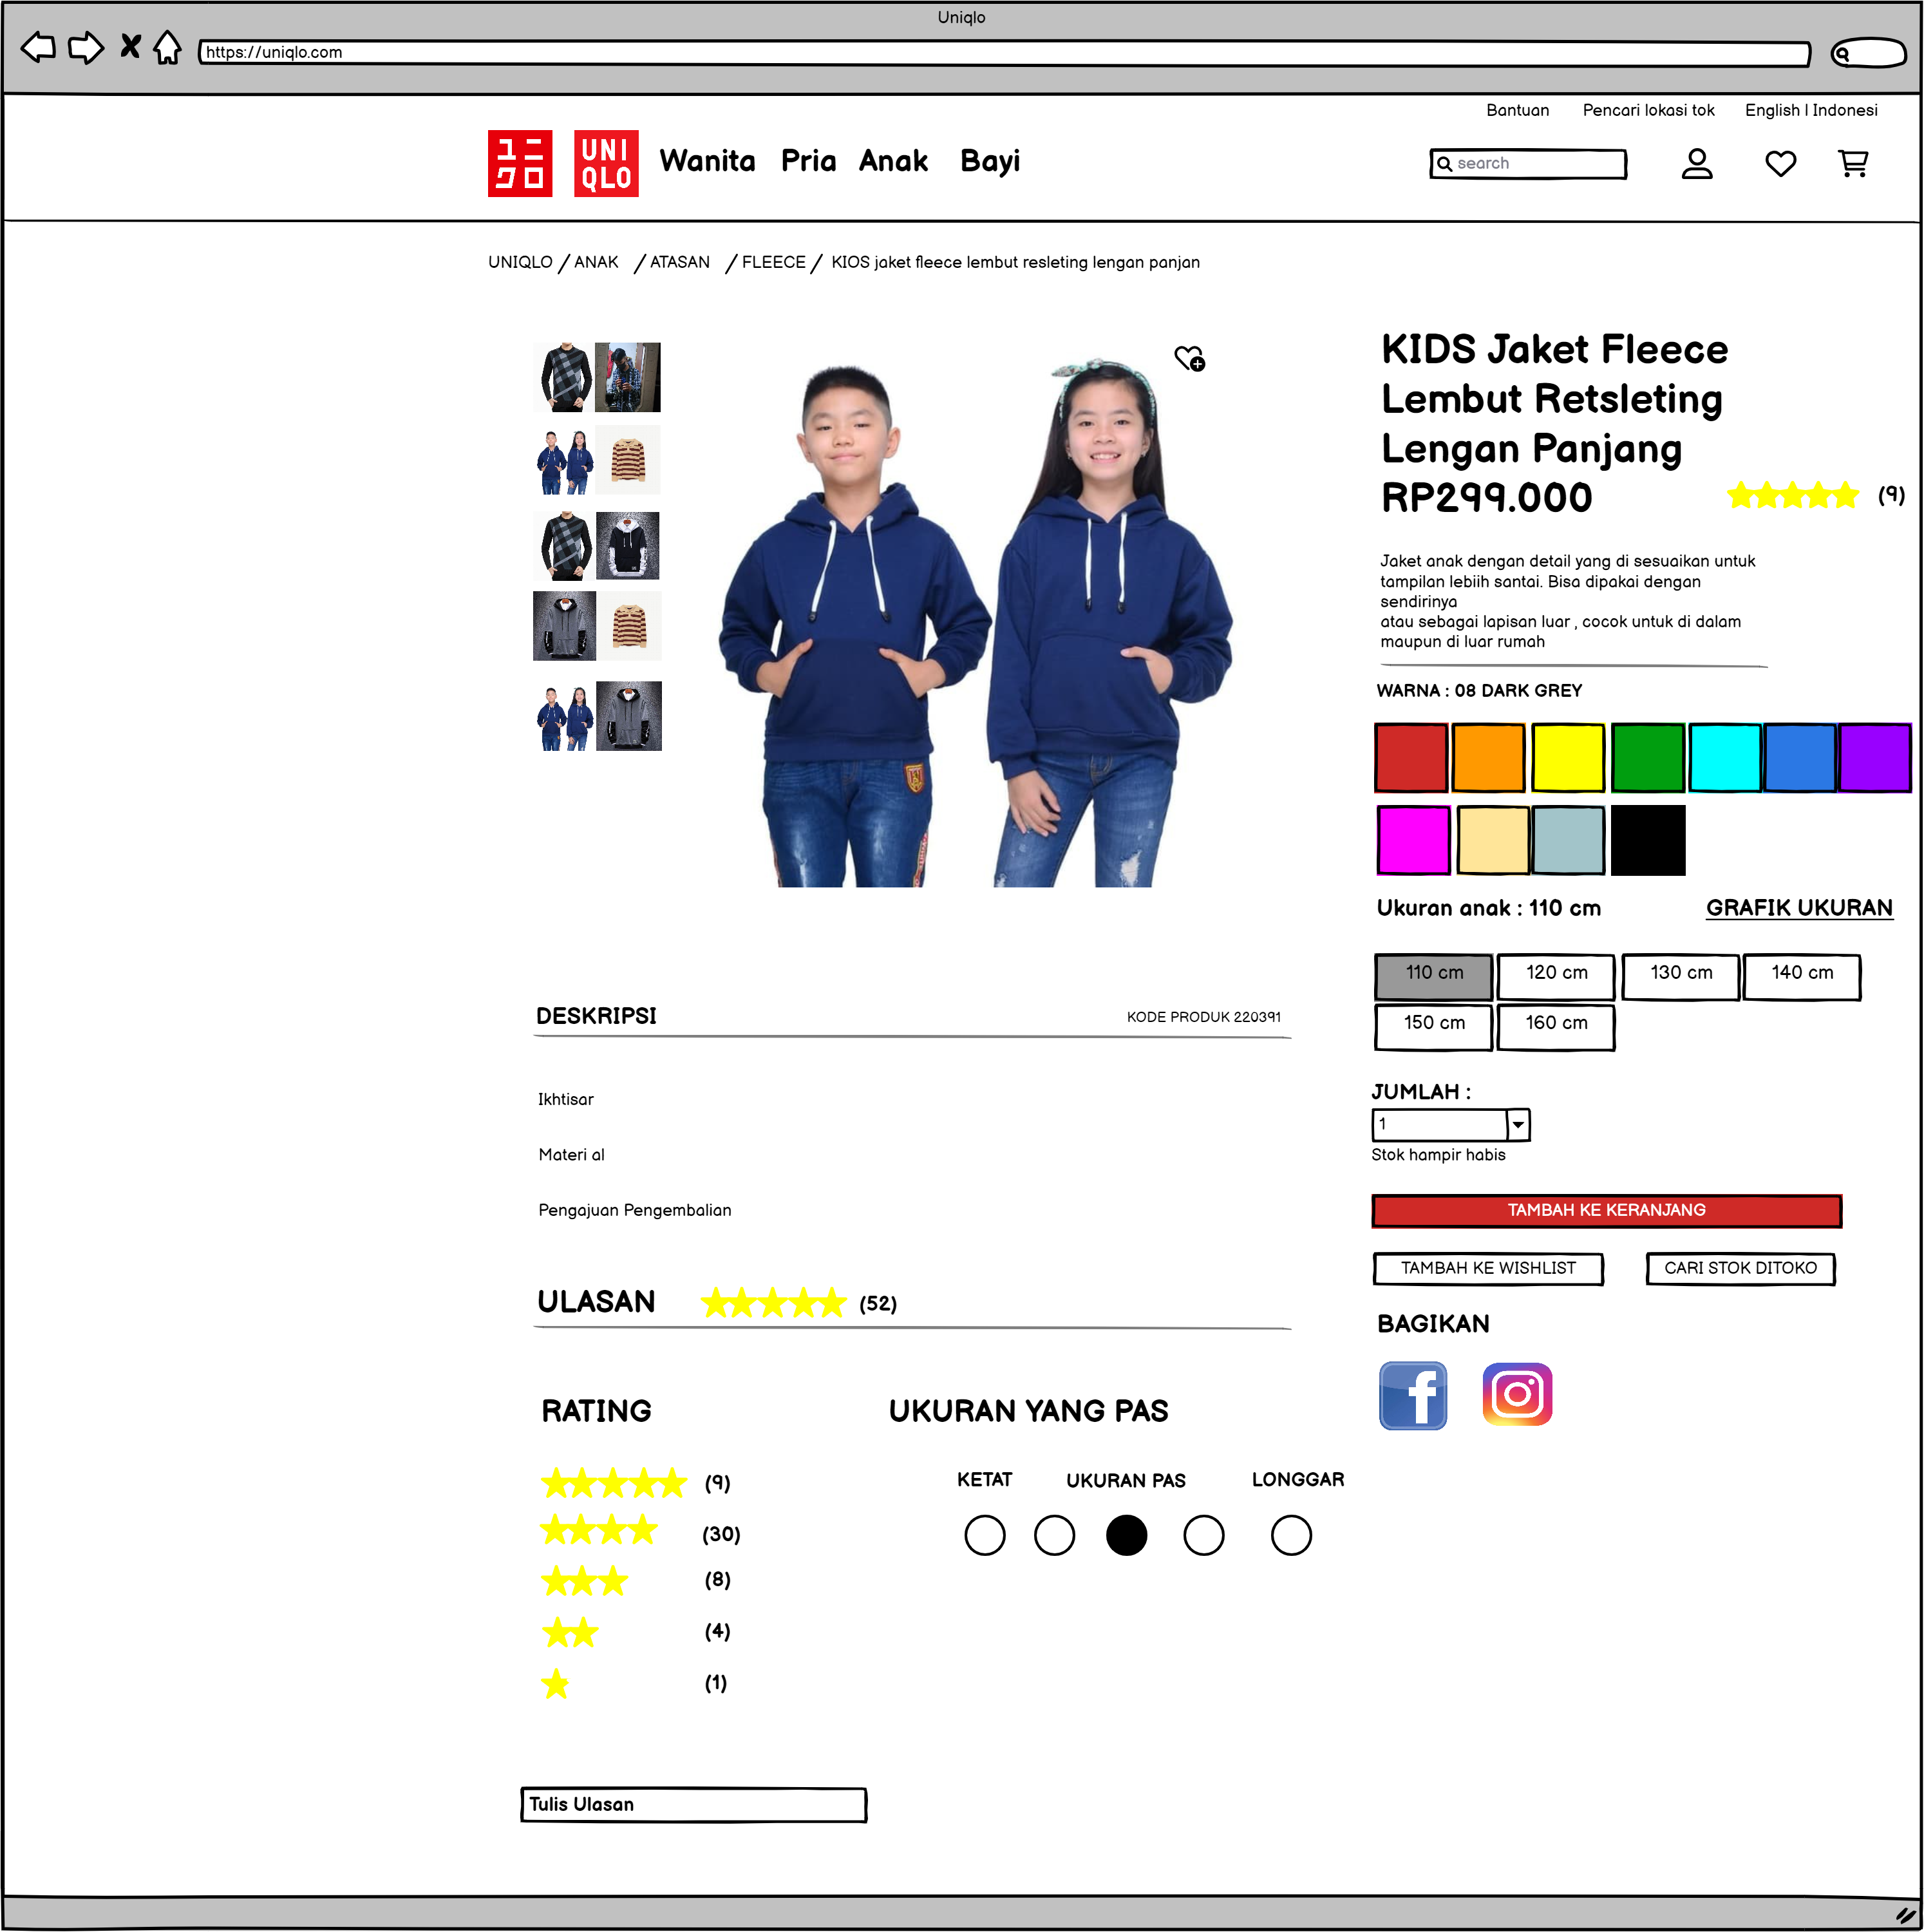 Uniqlo
https://uniqlo.com
Bantuan
Pencari lokasi tok
English | Indonesi
ユニ
クロ
UNI
QLO
Wanita
Pria
Anak
Bayi
search
UNIQLO / ANAK / ATASAN / FLEECE / KIOS jaket fleece lembut resleting lengan panjan
KIDS Jaket Fleece
Lembut Retsleting
Lengan Panjang
RP299.000
(9)
Jaket anak dengan detail yang di sesuaikan untuk
tampilan lebiih santai. Bisa dipakai dengan
sendirinya
atau sebagai lapisan luar , cocok untuk di dalam
maupun di luar rumah
WARNA : 08 DARK GREY
Ukuran anak : 110 cm
GRAFIK UKURAN
110 cm
120 cm
130 cm
140 cm
150 cm
160 cm
JUMLAH :
1
Stok hampir habis
TAMBAH KE KERANJANG
TAMBAH KE WISHLIST
CARI STOK DITOKO
BAGIKAN
f
DESKRIPSI
KODE PRODUK 220391
Ikhtisar
Materi al
Pengajuan Pengembalian
ULASAN
(52)
RATING
(9)
(30)
(8)
(4)
(1)
UKURAN YANG PAS
KETAT
UKURAN PAS
LONGGAR
Tulis Ulasan